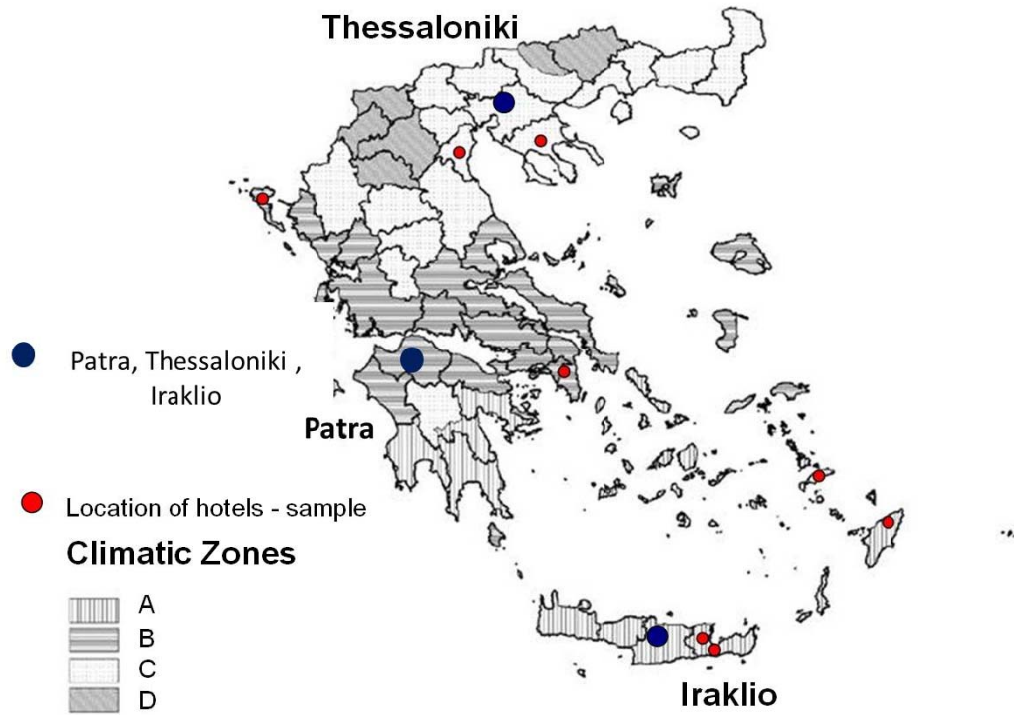 Thessaloniki
Patra, Thessaloniki ,
Iraklio
Patra
Location of hotels - sample
Climatic Zones
A
B
C
D
Iraklio